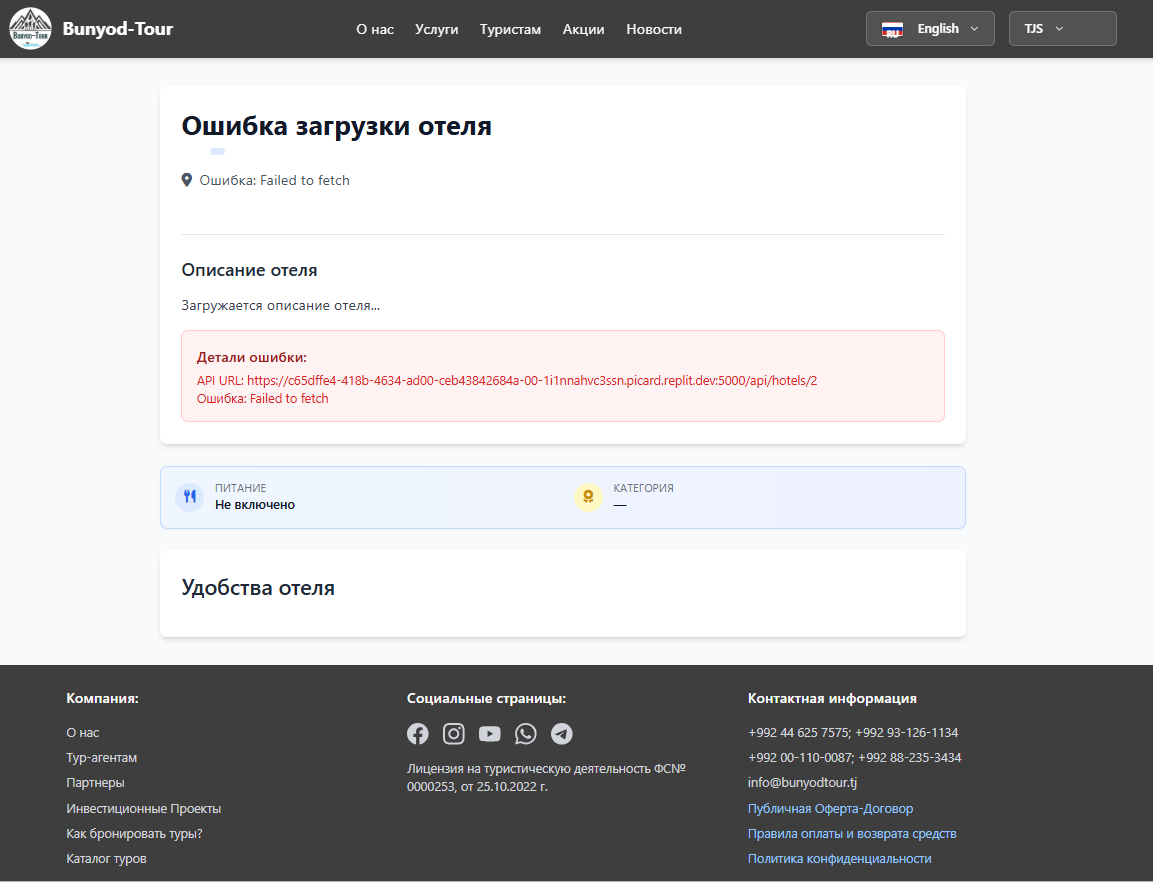 Bunyod-Tour
Bunyod-Tour
О нас
Услуги
Туристам
Акции
Новости
RU
English
TJS
Ошибка загрузки отеля
Ошибка: Failed to fetch
Описание отеля
Загружается описание отеля...
Детали ошибки:
API URL: https://c65dffe4-418b-4634-ad00-ceb43842684a-00-1i1nnahvc3ssn.picard.replit.dev:5000/api/hotels/2
Ошибка: Failed to fetch
ПИТАНИЕ
Не включено
КАТЕГОРИЯ
—
Удобства отеля
Компания:
О нас
Тур-агентам
Партнеры
Инвестиционные Проекты
Как бронировать туры?
Каталог туров
Социальные страницы:
Лицензия на туристическую деятельность ФС№
0000253, от 25.10.2022 г.
Контактная информация
+992 44 625 7575; +992 93-126-1134
+992 00-110-0087; +992 88-235-3434
info@bunyodtour.tj
Публичная Оферта-Договор
Правила оплаты и возврата средств
Политика конфиденциальности